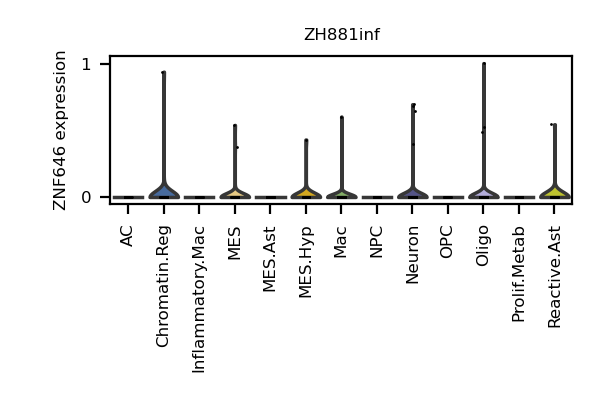 ZH881inf
ZNF646 expression
1
0
AC
Chromatin.Reg
Inflammatory.Mac
MES
MES.Ast
MES.Hyp
Mac
NPC
Neuron
OPC
Oligo
Prolif.Metab
Reactive.Ast